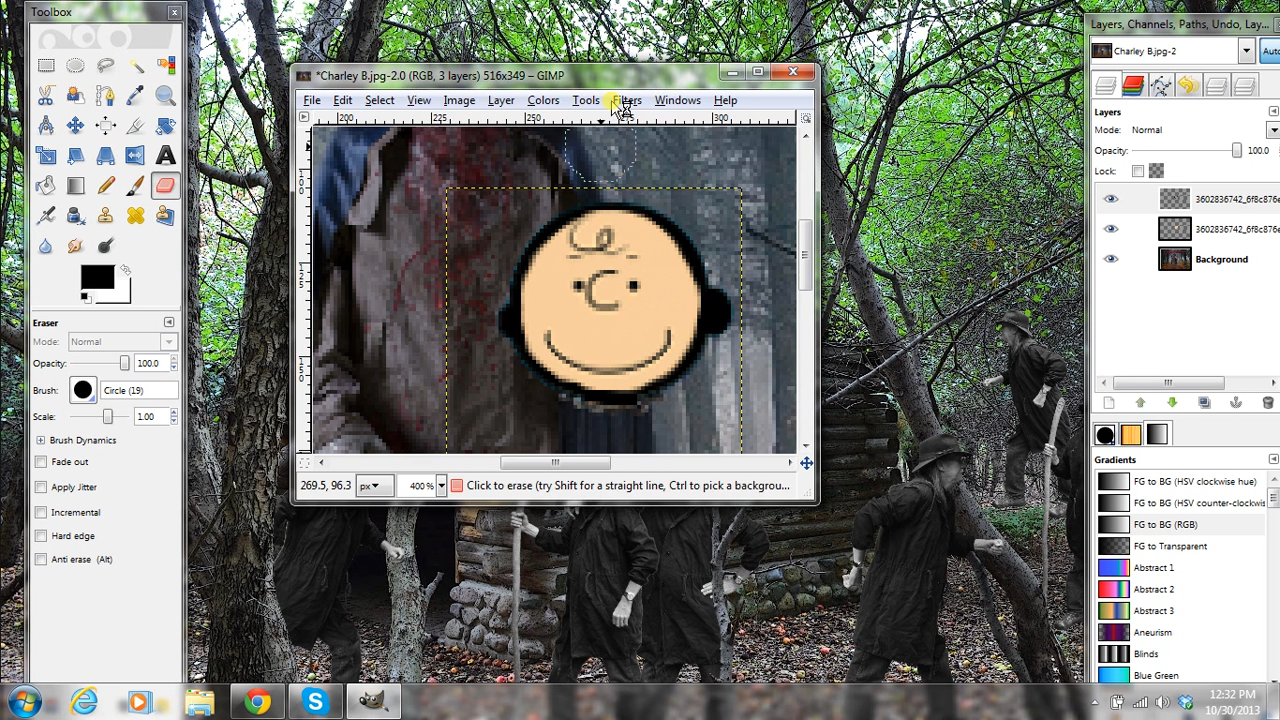 Toolbox
Layers, Channels, Paths, Undo, Lay...
Charley B.jpg-2
Auto
*Charley B.jpg-2.0 (RGB, 3 layers) 516x349 – GIMP
File Edit Select View Image Layer Colors Tools Filters Windows Help
200 225 250 275 300
Layers
Mode: Normal
Opacity: 100.0
Lock:
3602836742_6f8c876e
3602836742_6f8c876e
Background
Eraser
Mode: Normal
Opacity: 100.0
Brush: Circle (19)
Scale: 1.00
Brush Dynamics
Fade out
Apply Jitter
Incremental
Hard edge
Anti erase (Alt)
269.5, 96.3 px 400% Click to erase (try Shift for a straight line, Ctrl to pick a backgrou...
Gradients
FG to BG (HSV clockwise hue)
FG to BG (HSV counter-clockwis
FG to BG (RGB)
FG to Transparent
Abstract 1
Abstract 2
Abstract 3
Aneurism
Blinds
Blue Green
12:32 PM
10/30/2013